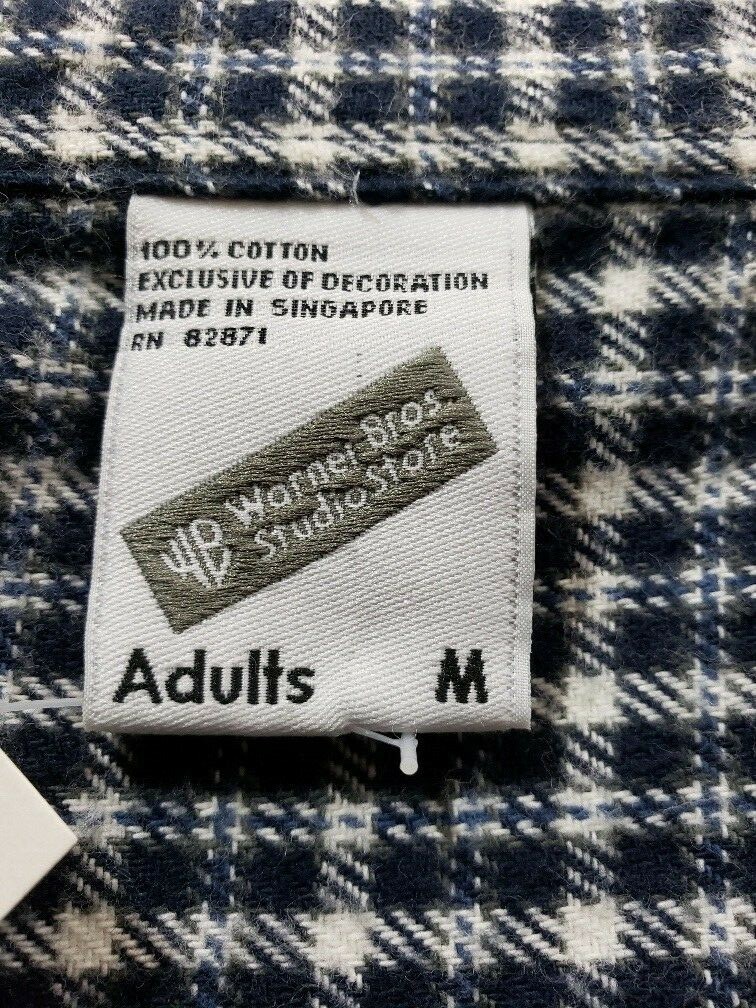 100% COTTON
EXCLUSIVE OF DECORATION
MADE IN SINGAPORE
RN 82871
WB Warner Bros.
Studio Store
Adults M